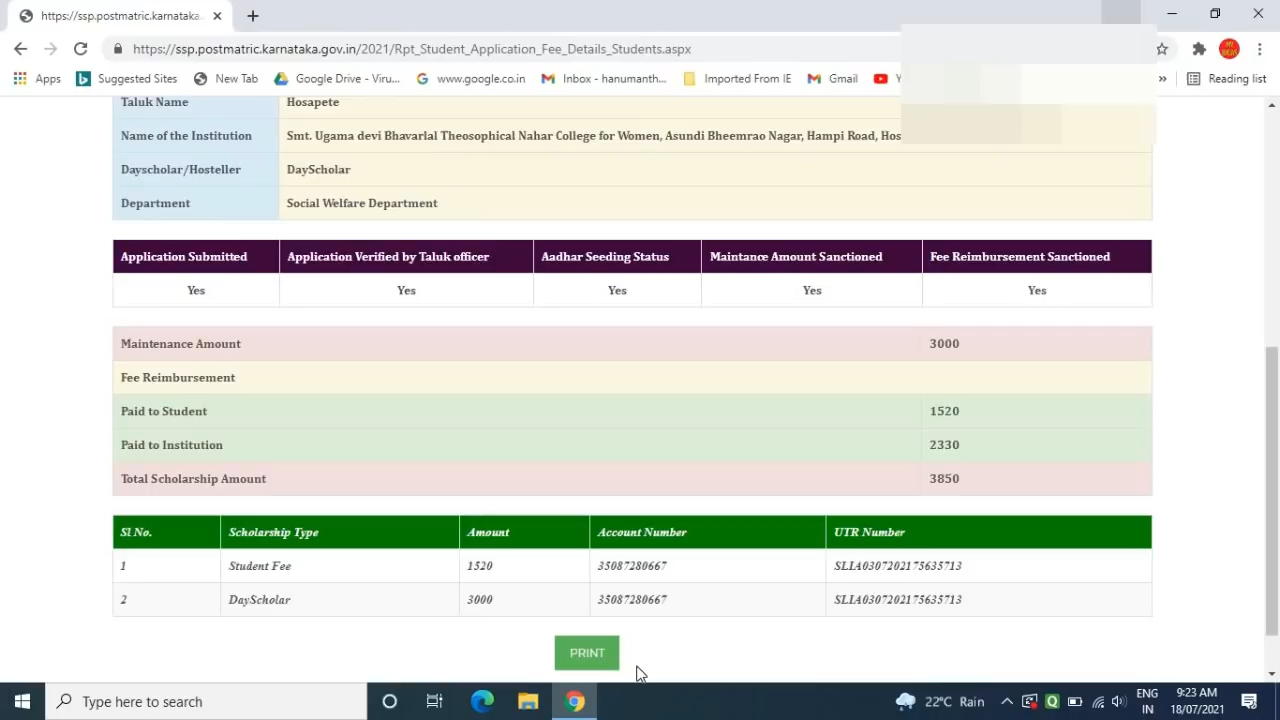 https://ssp.postmatric.karnataka.
https://ssp.postmatric.karnataka.gov.in/2021/Rpt_Student_Application_Fee_Details_Students.aspx
Apps Suggested Sites New Tab Google Drive - Viru... www.google.co.in Inbox - hanumanth... Imported From IE Gmail Y » Reading list
Taluk Name Hosapete
Name of the Institution Smt. Ugama devi Bhavarlal Theosophical Nahar College for Women, Asundi Bheemrao Nagar, Hampi Road, Hos
Dayscholar/Hosteller DayScholar
Department Social Welfare Department
Application Submitted Application Verified by Taluk officer Aadhar Seeding Status Maintance Amount Sanctioned Fee Reimbursement Sanctioned
Yes Yes Yes Yes Yes
Maintenance Amount 3000
Fee Reimbursement
Paid to Student 1520
Paid to Institution 2330
Total Scholarship Amount 3850
Sl No. Scholarship Type Amount Account Number UTR Number
1 Student Fee 1520 35087280667 SLIA0307202175635713
2 DayScholar 3000 35087280667 SLIA0307202175635713
PRINT
Type here to search 22°C Rain ENG IN 9:23 AM 18/07/2021